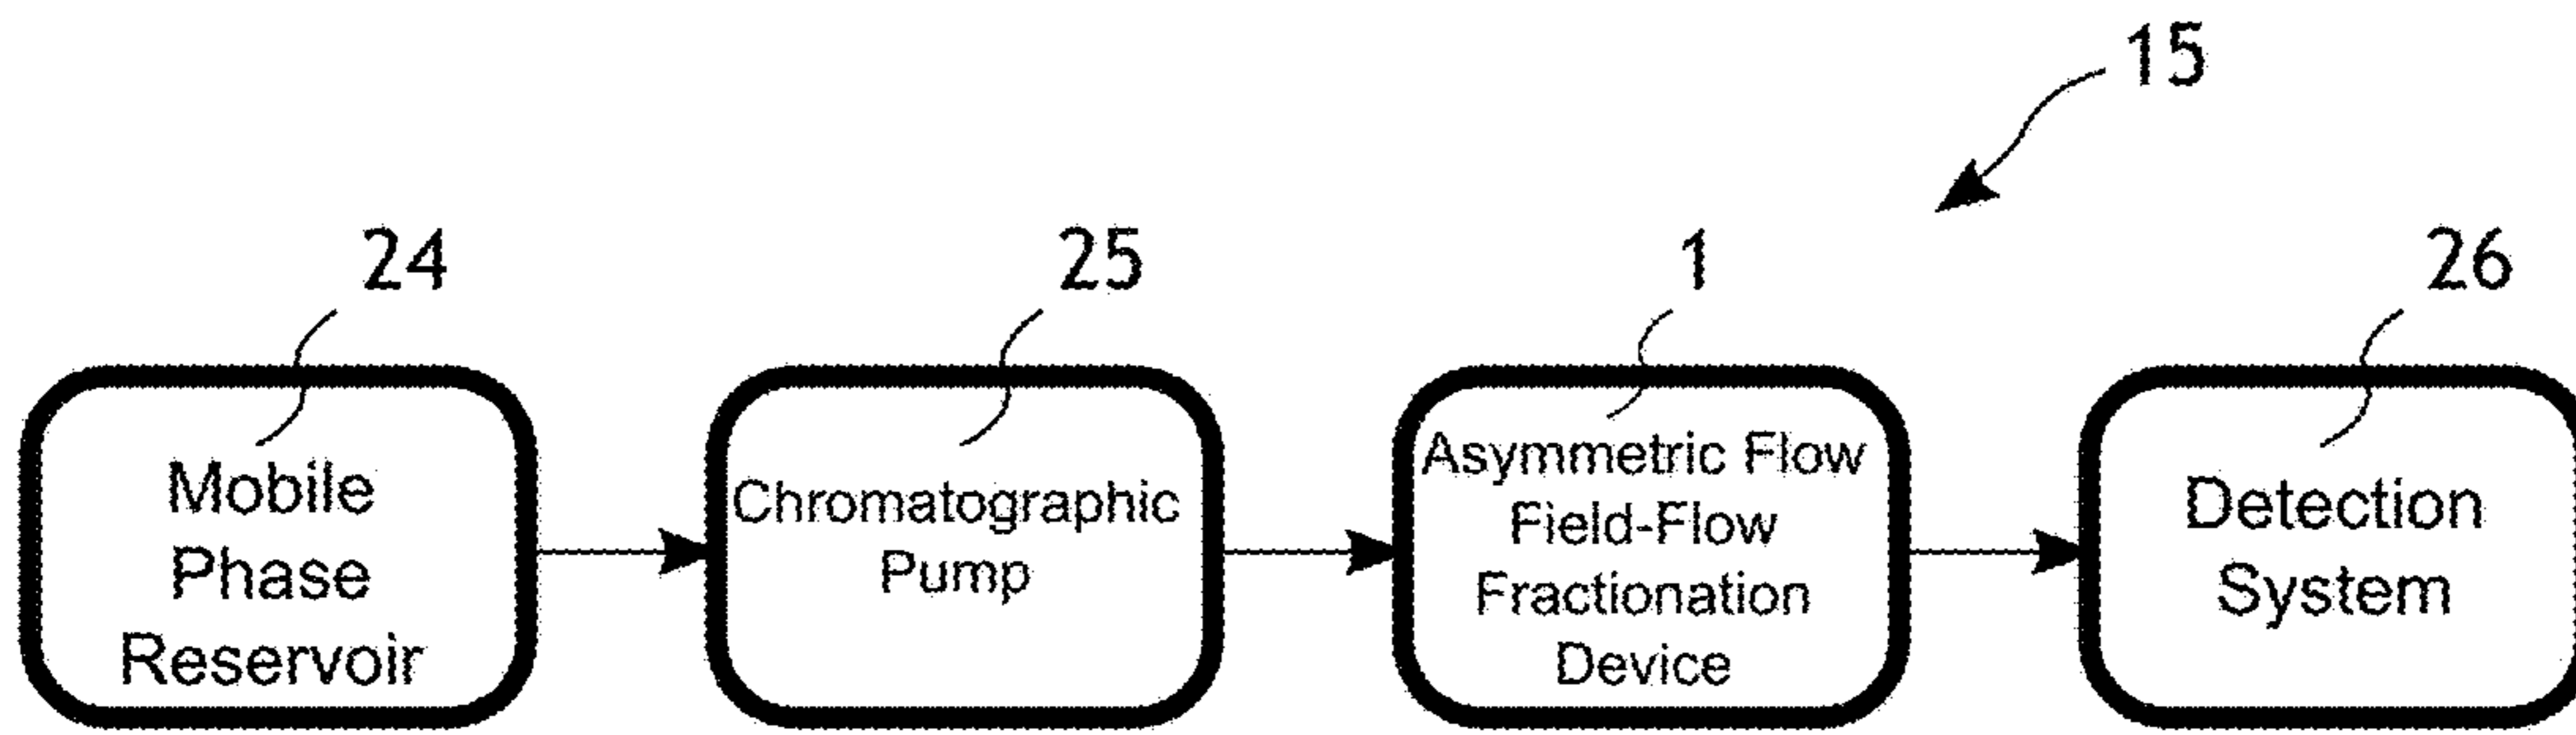 15
24
25
1
26
Mobile
Phase
Reservoir
Chromatographic
Pump
Asymmetric Flow
Field-Flow
Fractionation
Device
Detection
System